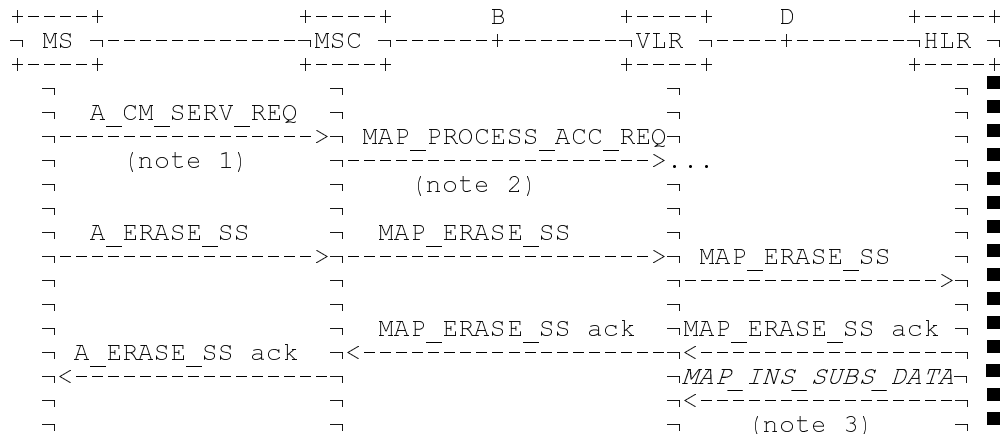 +----+ +----+ B +----+ D +----+
¬ MS ¬-------------¬MSC ¬------+--------¬VLR ¬----+--------¬HLR ¬
+----+ +----+ +----+ +----+
¬ ¬ ¬ ¬
¬ A_CM_SERV_REQ ¬ ¬ ¬
¬---------------->¬ MAP_PROCESS_ACC_REQ¬ ¬
¬ (note 1) ¬------------------->... ¬
¬ ¬ (note 2) ¬ ¬
¬ ¬ ¬ ¬
¬ A_ERASE_SS ¬ MAP_ERASE_SS ¬ ¬
¬---------------->¬------------------->¬ MAP_ERASE_SS ¬
¬ ¬ ¬---------------->¬
¬ ¬ ¬ ¬
¬ ¬ MAP_ERASE_SS ack ¬MAP_ERASE_SS ack ¬
¬ A_ERASE_SS ack ¬<--------------------¬<-----------------¬
¬<-----------------¬ ¬MAP_INS_SUBS_DATA¬
¬ ¬ ¬<-----------------¬
¬ ¬ ¬ (note 3) ¬